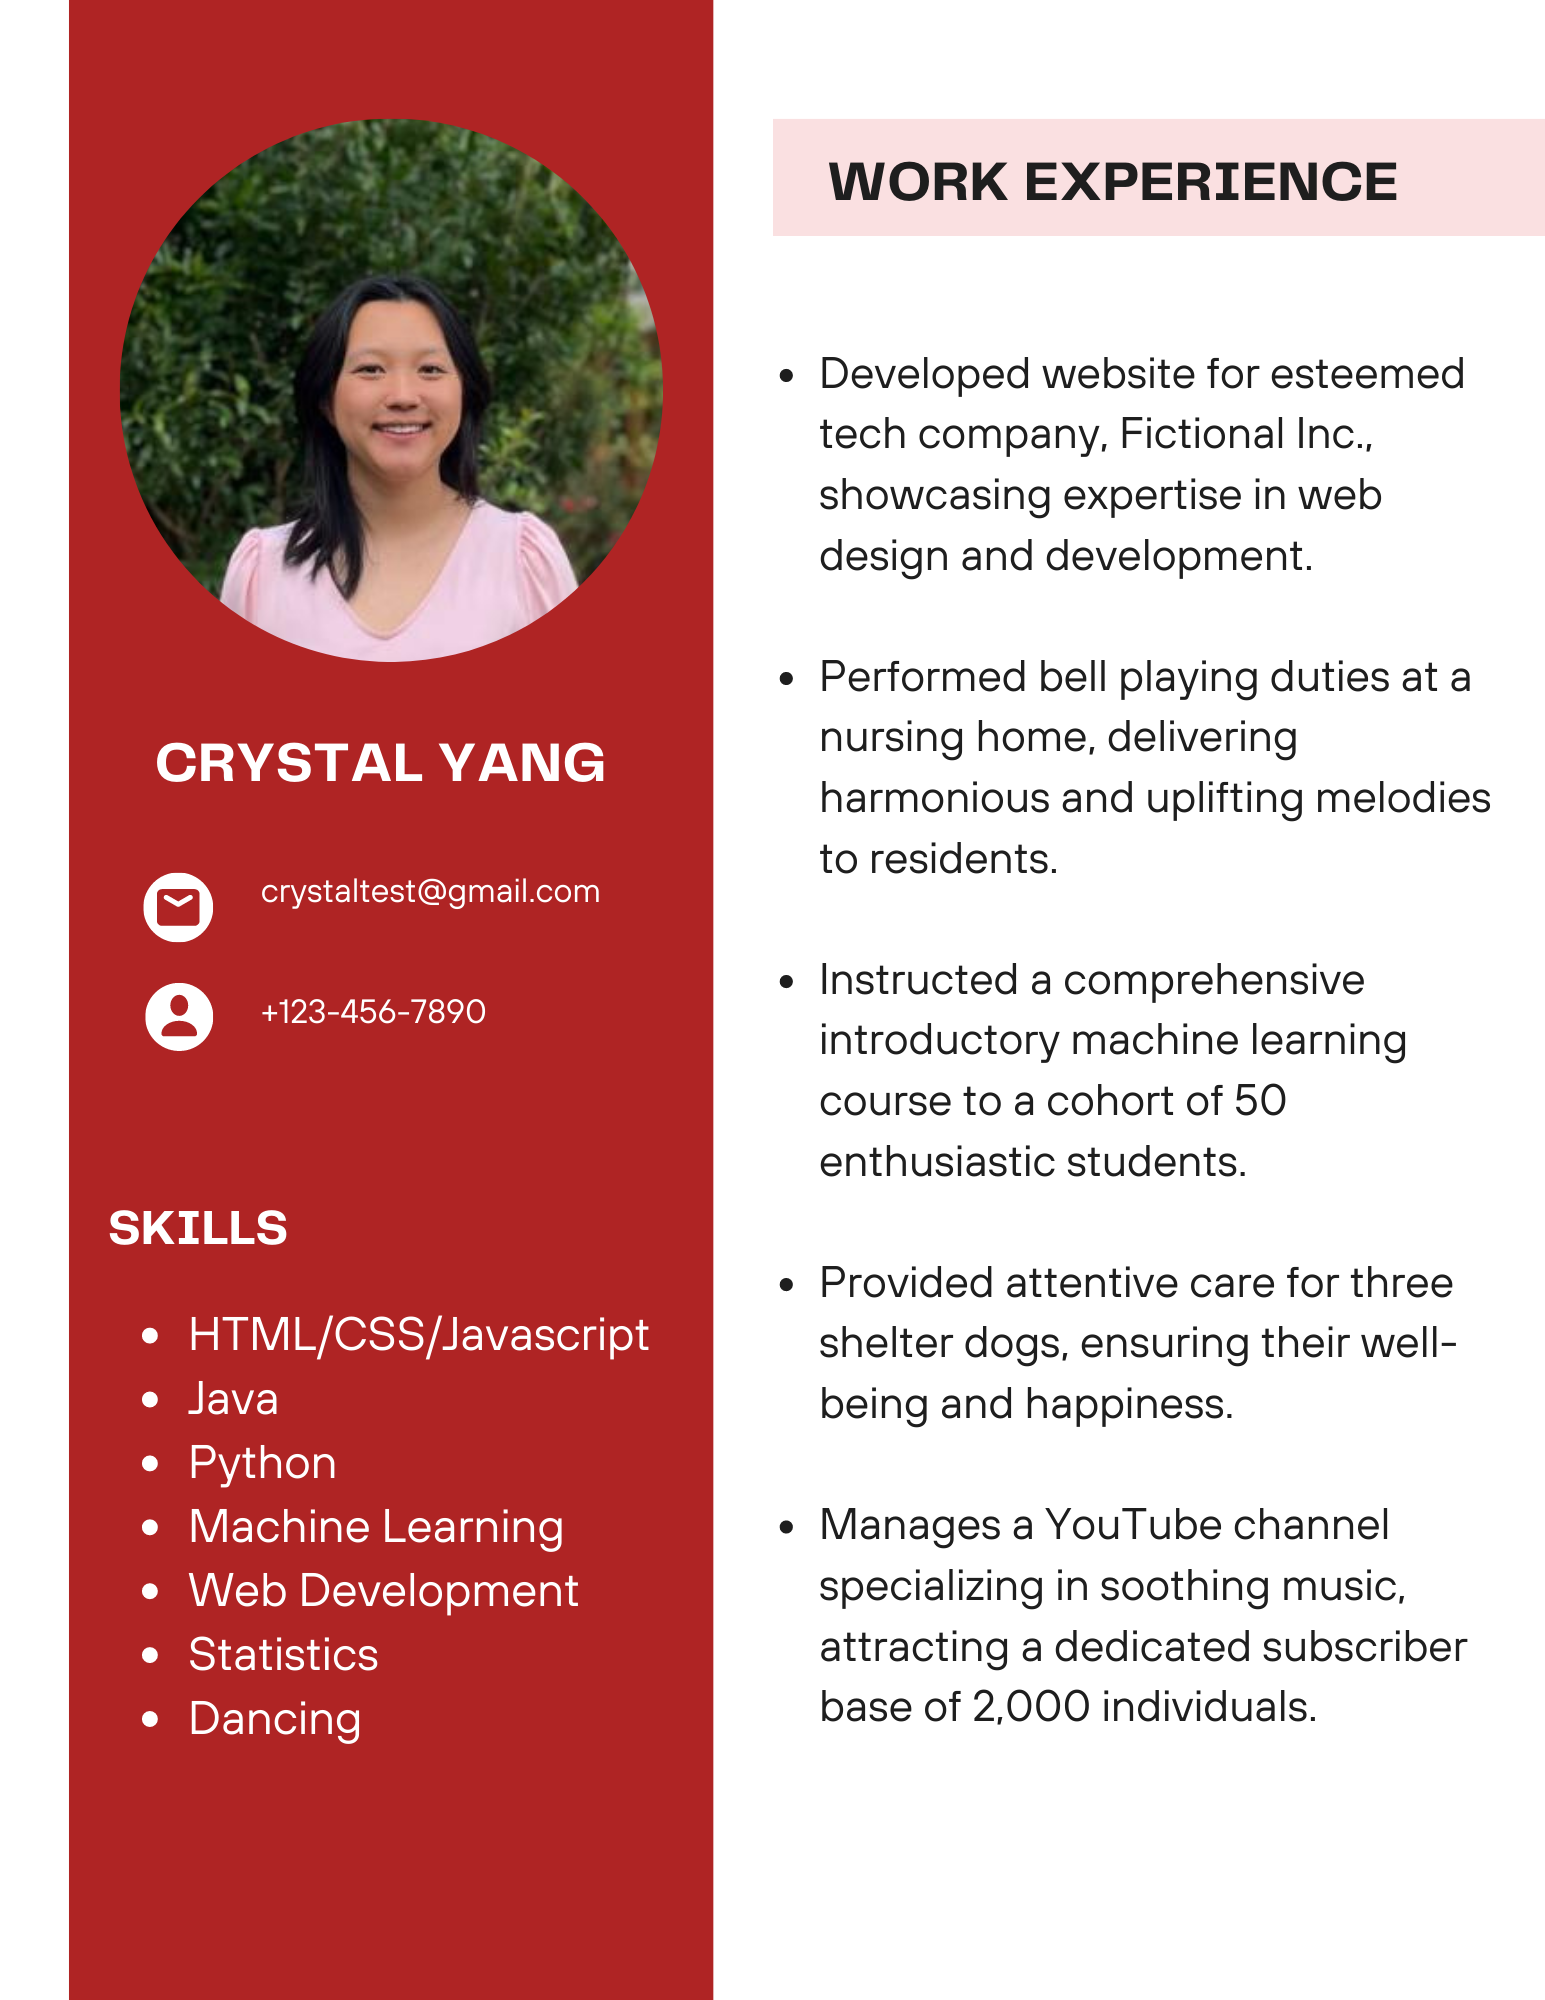 CRYSTAL YANG
crystaltest@gmail.com
+123-456-7890
SKILLS
HTML/CSS/Javascript
Java
Python
Machine Learning
Web Development
Statistics
Dancing
WORK EXPERIENCE
Developed website for esteemed
tech company, Fictional Inc.,
showcasing expertise in web
design and development.
Performed bell playing duties at a
nursing home, delivering
harmonious and uplifting melodies
to residents.
Instructed a comprehensive
introductory machine learning
course to a cohort of 50
enthusiastic students.
Provided attentive care for three
shelter dogs, ensuring their well-
being and happiness.
Manages a YouTube channel
specializing in soothing music,
attracting a dedicated subscriber
base of 2,000 individuals.